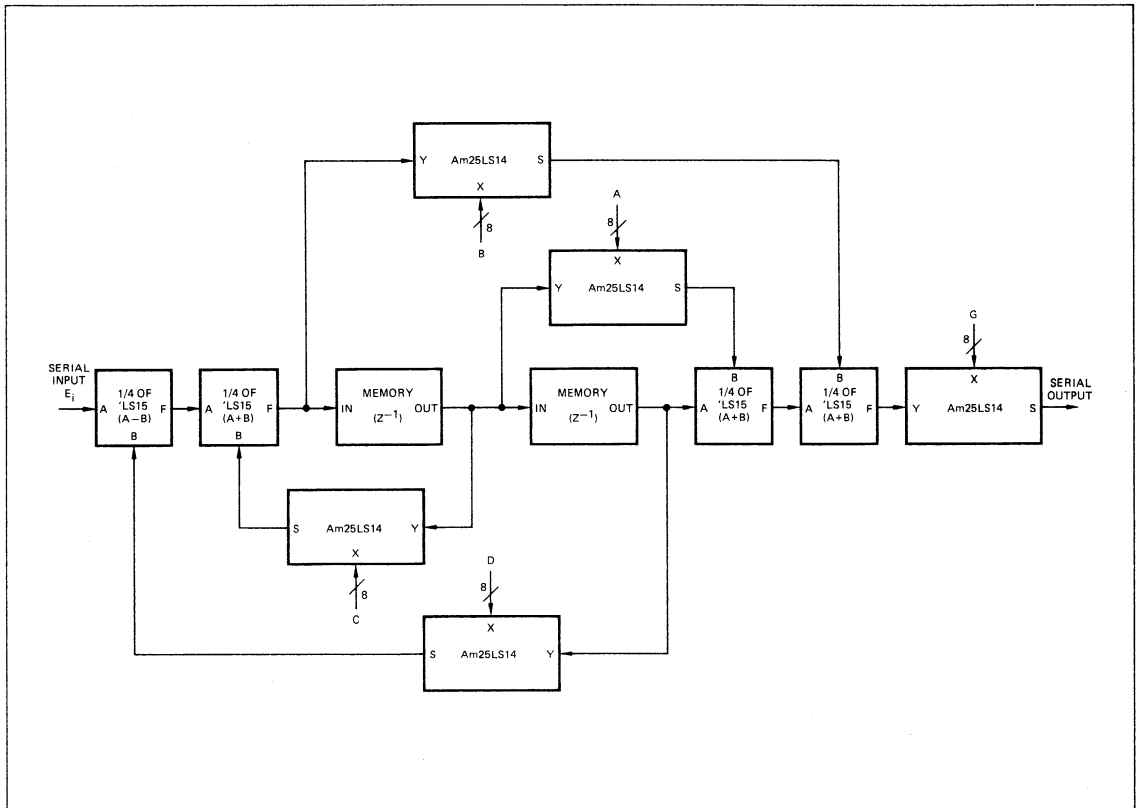 Y Am25LS14 S
X
8
B
A
8
X
Y Am25LS14 S
G
8
X
Y Am25LS14 S
SERIAL
OUTPUT
SERIAL
INPUT
Ei
1/4 OF
'LS15
(A−B)
A F
B
1/4 OF
'LS15
(A+B)
A F
B
MEMORY
(Z−1)
IN OUT
MEMORY
(Z−1)
IN OUT
B
1/4 OF
'LS15
(A+B)
A F
B
1/4 OF
'LS15
(A+B)
A F
S Am25LS14 Y
X
8
C
D
8
X
S Am25LS14 Y